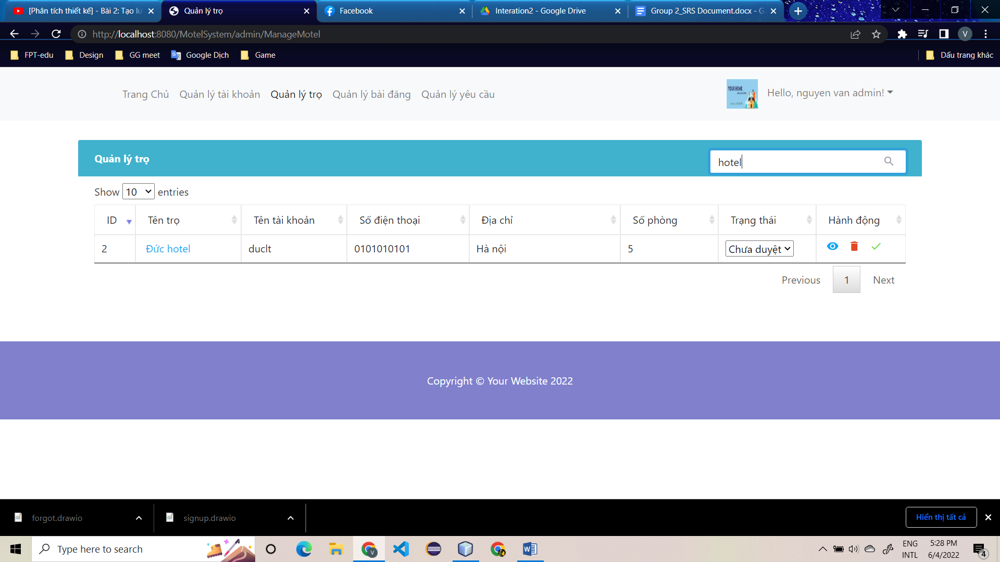 [Phân tích thiết kế] - Bài 2: Tạo lư
Quản lý trọ
Facebook
Interation2 - Google Drive
Group 2_SRS Document.docx - G
http://localhost:8080/MotelSystem/admin/ManageMotel
V
FPT-edu
Design
GG meet
Google Dịch
Game
Dấu trang khác
Trang Chủ
Quản lý tài khoản
Quản lý trọ
Quản lý bài đăng
Quản lý yêu cầu
YOUR HOME
Hello, nguyen van admin!
Quản lý trọ
hotel
Show 10 entries
ID
Tên trọ
Tên tài khoản
Số điện thoại
Địa chỉ
Số phòng
Trạng thái
Hành động
2
Đức hotel
duclt
0101010101
Hà nội
5
Chưa duyệt
Previous
1
Next
Copyright © Your Website 2022
forgot.drawio
signup.drawio
Hiển thị tất cả
Type here to search
V
W
ENG
INTL
5:28 PM
6/4/2022
4